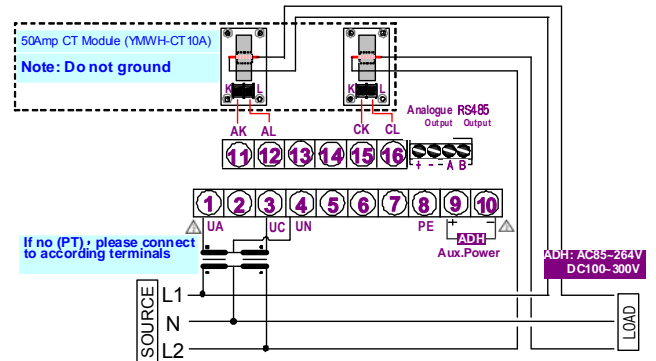 50Amp CT Module (YMWH-CT10A)
Note: Do not ground
K L
K L
AK AL
CK CL
Analogue RS485
Output Output
11 12 13 14 15 16
+ - - A B
1 2 3 4 5 6 7 8 9 10
UA UC UN PE + -
ADH
Aux.Power
If no (PT)，please connect
to according terminals
ADH: AC85~264V
DC100~300V
SOURCE
L1
N
L2
LOAD